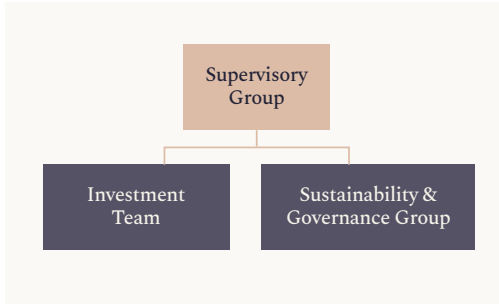 Supervisory
Group
Investment
Team
Sustainability &
Governance Group